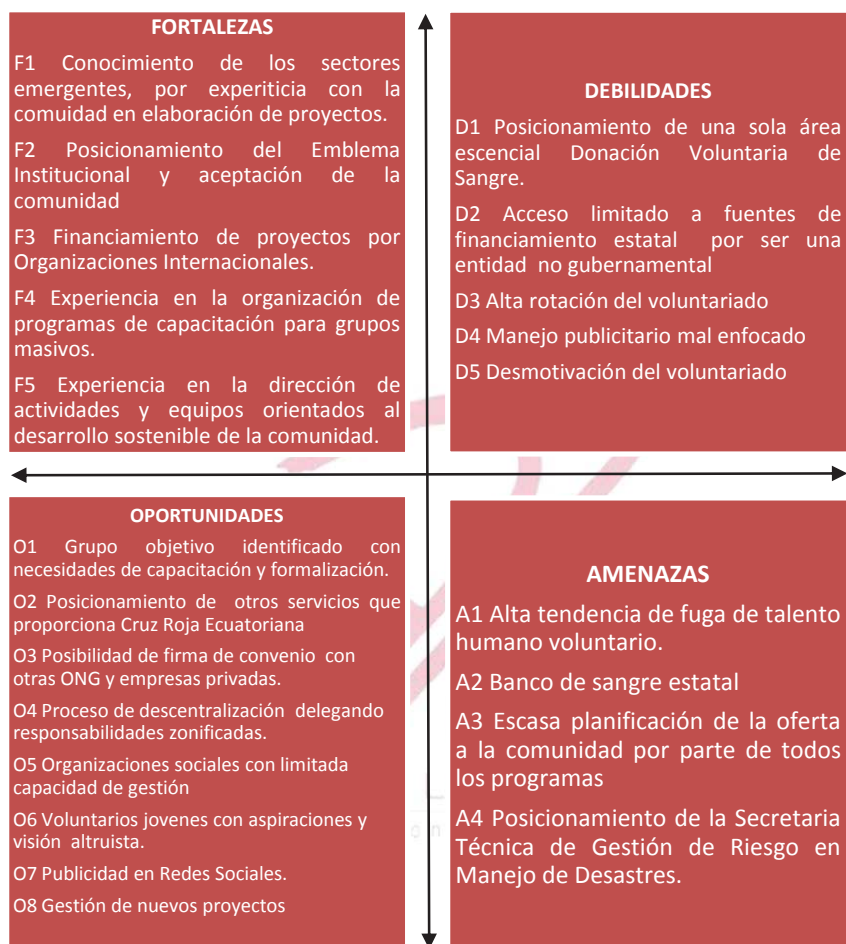 FORTALEZAS
F1 Conocimiento de los sectores
emergentes, por experiticia con la
comuidad en elaboración de proyectos.
F2 Posicionamiento del Emblema
Institucional y aceptación de la
comunidad
F3 Financiamiento de proyectos por
Organizaciones Internacionales.
F4 Experiencia en la organización de
programas de capacitación para grupos
masivos.
F5 Experiencia en la dirección de
actividades y equipos orientados al
desarrollo sostenible de la comunidad.
DEBILIDADES
D1 Posicionamiento de una sola área
escencial Donación Voluntaria de
Sangre.
D2 Acceso limitado a fuentes de
financiamiento estatal por ser una
entidad no gubernamental
D3 Alta rotación del voluntariado
D4 Manejo publicitario mal enfocado
D5 Desmotivación del voluntariado
OPORTUNIDADES
O1 Grupo objetivo identificado con
necesidades de capacitación y formalización.
O2 Posicionamiento de otros servicios que
proporciona Cruz Roja Ecuatoriana
O3 Posibilidad de firma de convenio con
otras ONG y empresas privadas.
O4 Proceso de descentralización delegando
responsabilidades zonificadas.
O5 Organizaciones sociales con limitada
capacidad de gestión
O6 Voluntarios jovenes con aspiraciones y
visión altruista.
O7 Publicidad en Redes Sociales.
O8 Gestión de nuevos proyectos
AMENAZAS
A1 Alta tendencia de fuga de talento
humano voluntario.
A2 Banco de sangre estatal
A3 Escasa planificación de la oferta
a la comunidad por parte de todos
los programas
A4 Posicionamiento de la Secretaria
Técnica de Gestión de Riesgo en
Manejo de Desastres.